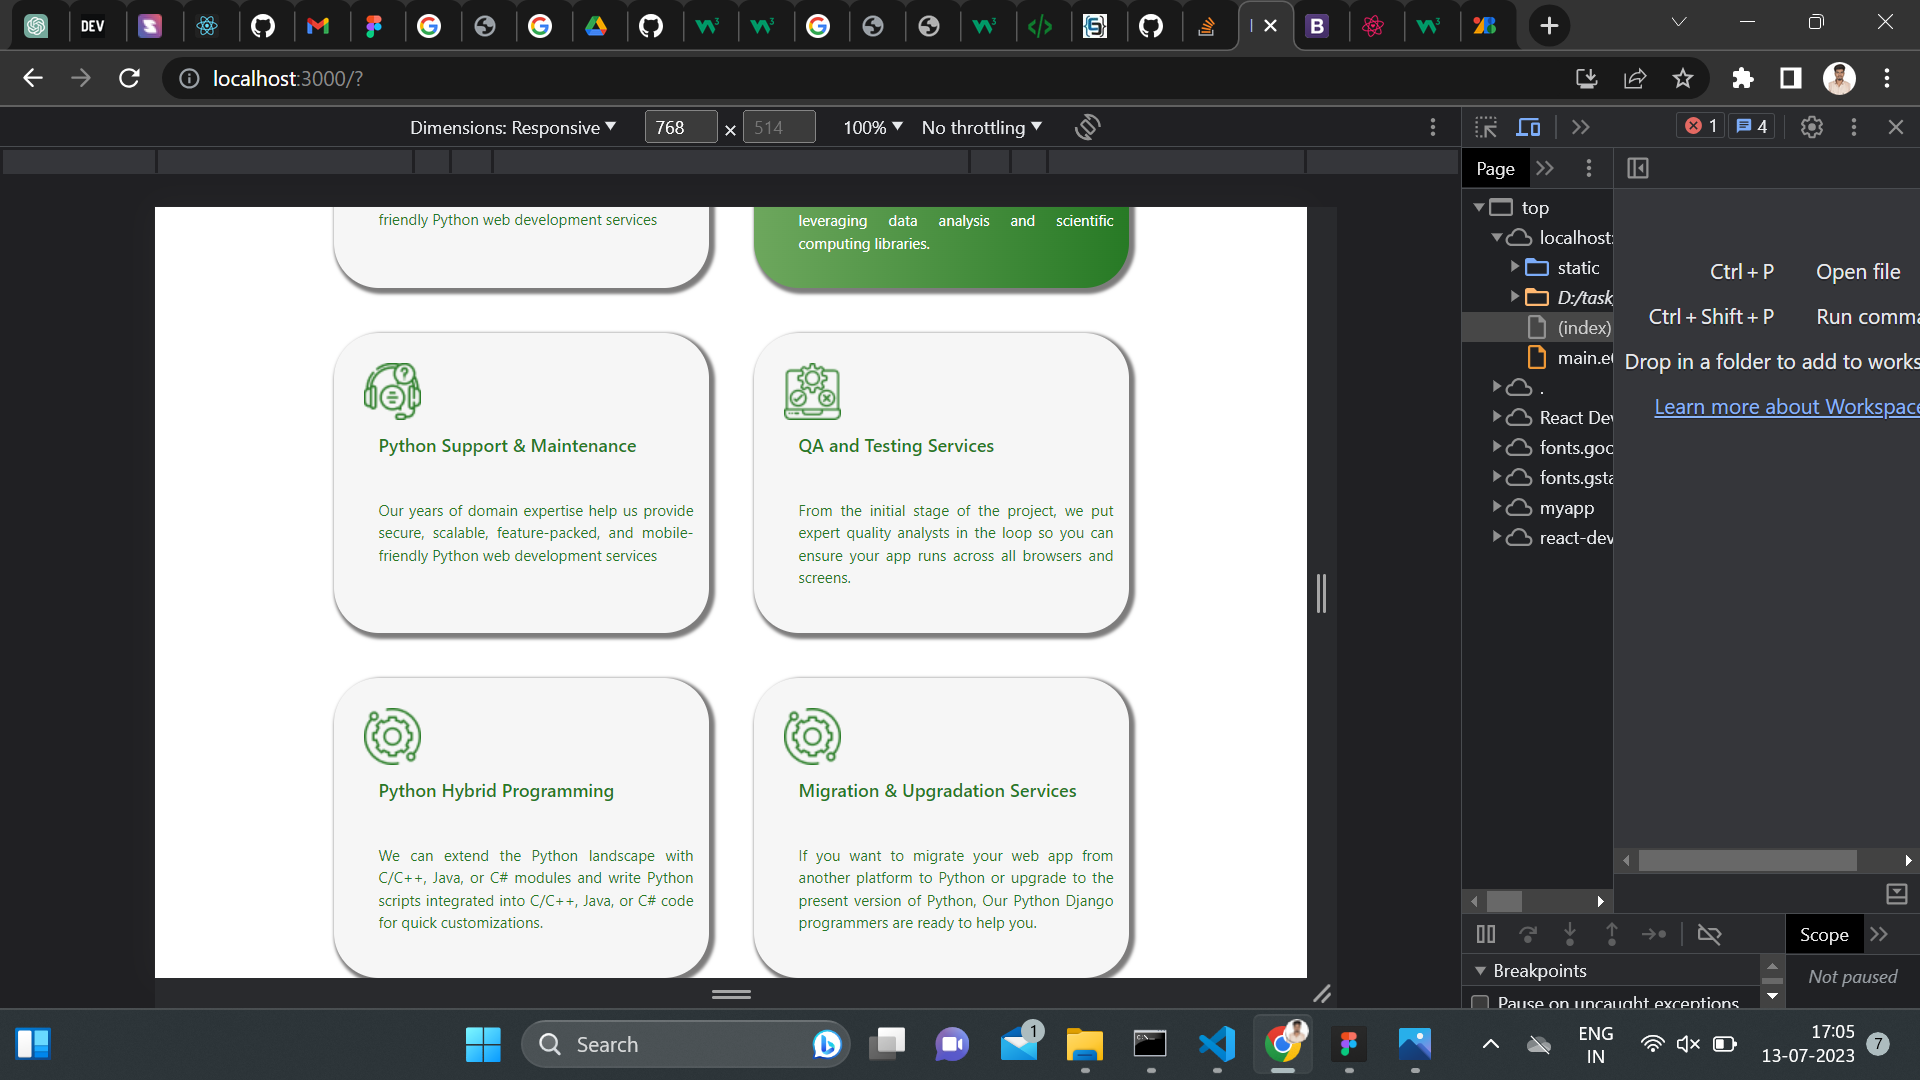 DEV
localhost:3000/?
Dimensions: Responsive
768
×
514
100%
No throttling
1
4
Page
top
localhost:
static
D:/task
(index)
main.e
React Dev
fonts.goo
fonts.gsta
myapp
react-dev
Ctrl + P Open file
Ctrl + Shift + P Run comma
Drop in a folder to add to works
Learn more about Workspace
friendly Python web development services
leveraging data analysis and scientific
computing libraries.
Python Support & Maintenance
Our years of domain expertise help us provide
secure, scalable, feature-packed, and mobile-
friendly Python web development services
QA and Testing Services
From the initial stage of the project, we put
expert quality analysts in the loop so you can
ensure your app runs across all browsers and
screens.
Python Hybrid Programming
We can extend the Python landscape with
C/C++, Java, or C# modules and write Python
scripts integrated into C/C++, Java, or C# code
for quick customizations.
Migration & Upgradation Services
If you want to migrate your web app from
another platform to Python or upgrade to the
present version of Python, Our Python Django
programmers are ready to help you.
Scope
Breakpoints
Not paused
Pause on uncaught exceptions
Search
1
ENG
IN
17:05
13-07-2023
7